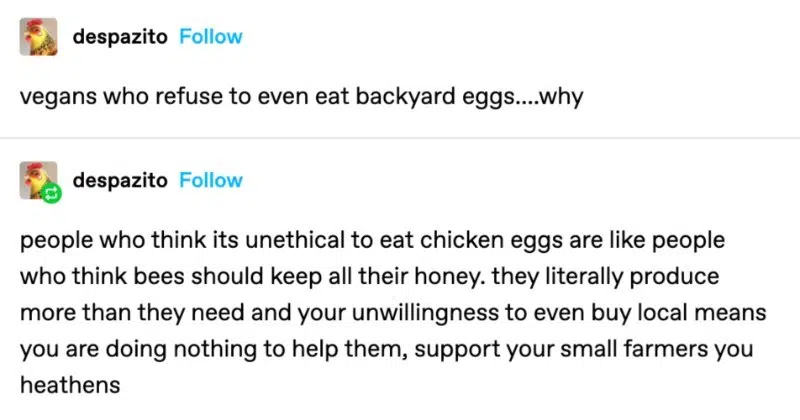 despazito Follow
vegans who refuse to even eat backyard eggs....why
despazito Follow
people who think its unethical to eat chicken eggs are like people
who think bees should keep all their honey. they literally produce
more than they need and your unwillingness to even buy local means
you are doing nothing to help them, support your small farmers you
heathens